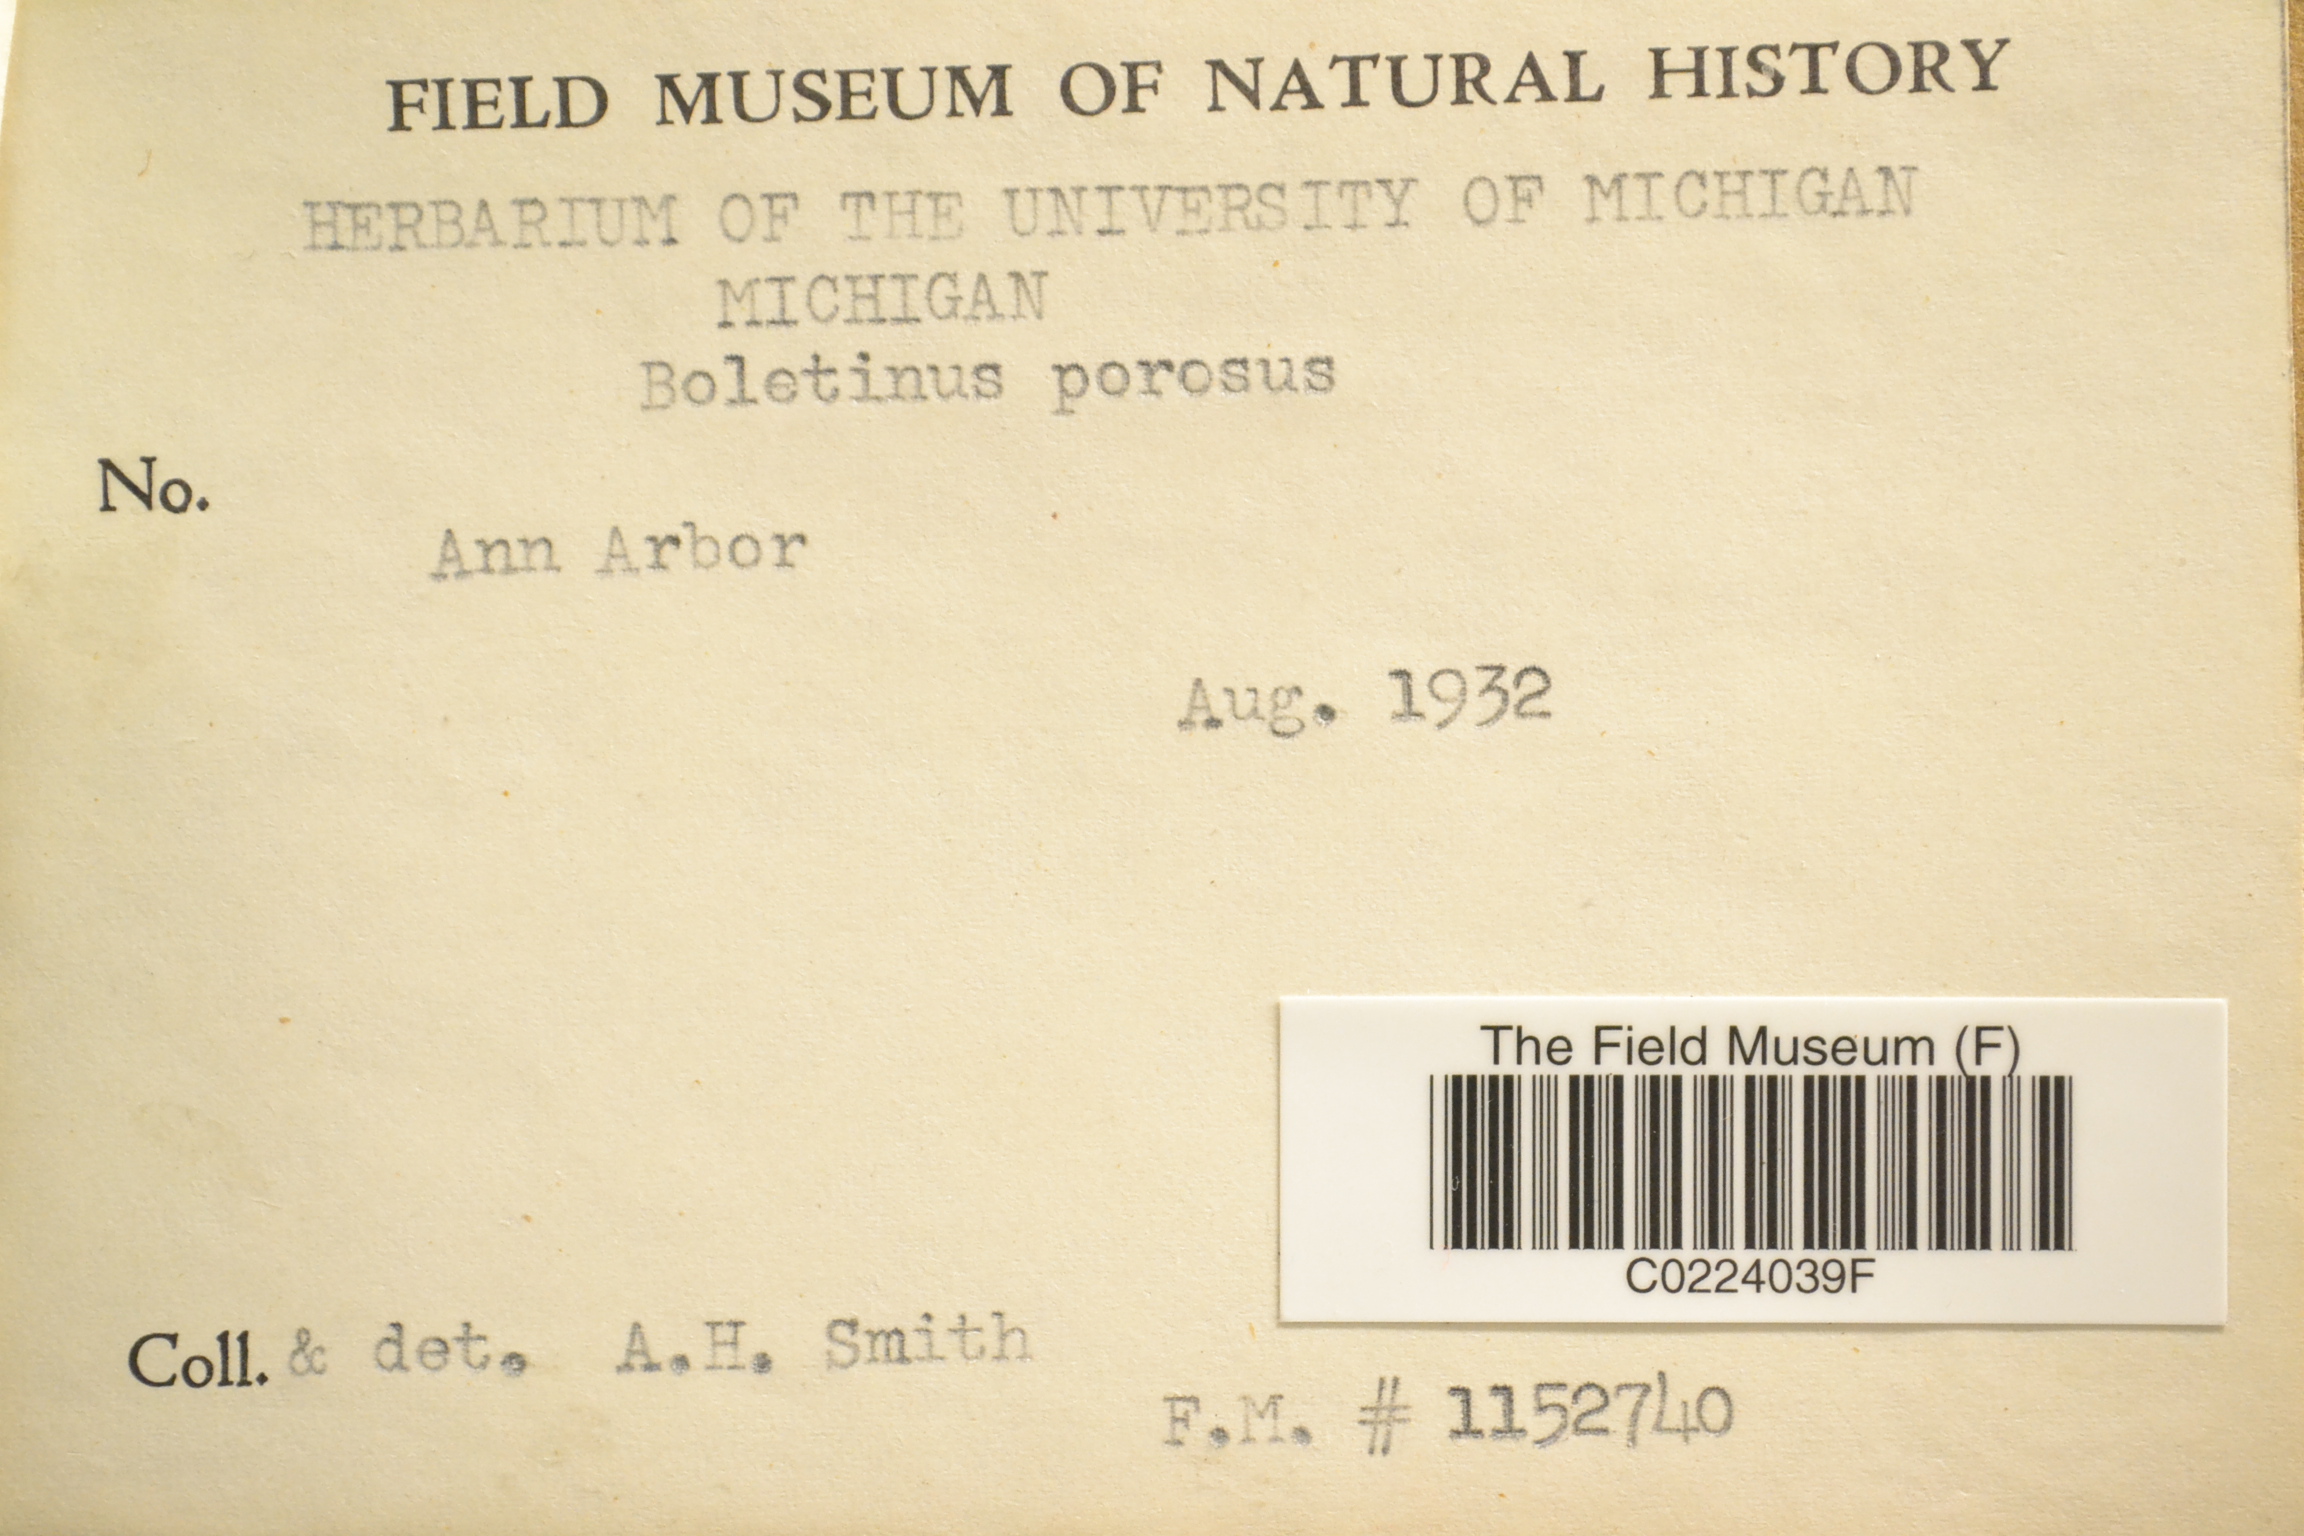 FIELD MUSEUM OF NATURAL HISTORY
HERBARIUM OF THE UNIVERSITY OF MICHIGAN
MICHIGAN
Boletinus porosus
No.
Ann Arbor
Aug. 1932
The Field Museum (F)
C0224039F
Coll. & det. A.H. Smith
F.M. # 1152740